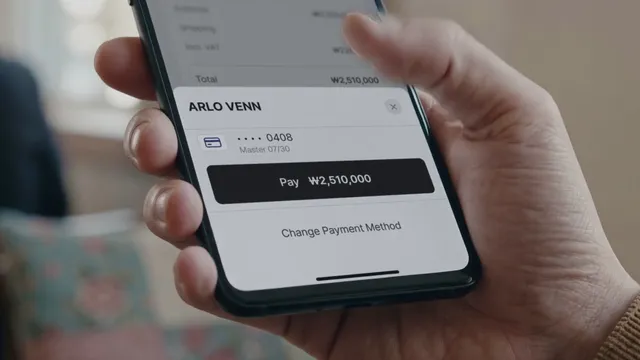 Total ₩2,510,000
ARLO VENN
•••• 0408
Master 07/30
Pay ₩2,510,000
Change Payment Method